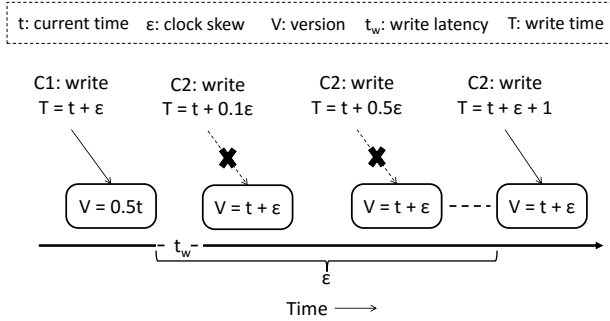 t: current time   ε: clock skew   V: version   t_w: write latency   T: write time
C1: write   C2: write   C2: write   C1: write
T = t + ε   T = t + 0.1ε   T = t + 0.5ε   T = t + ε + 1
V = 0.5t   V = t + ε   V = t + ε   V = t + ε
t_w
ε
Time